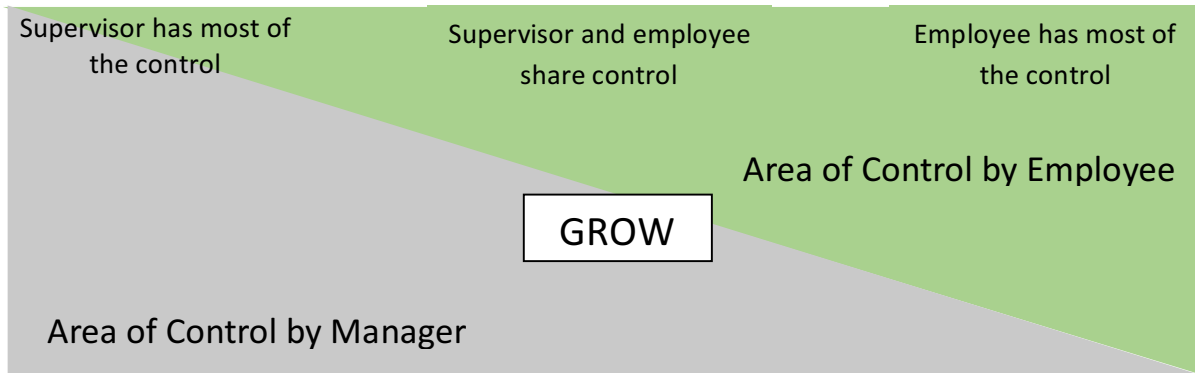 Supervisor has most of
the control
Supervisor and employee
share control
Employee has most of
the control
Area of Control by Employee
GROW
Area of Control by Manager